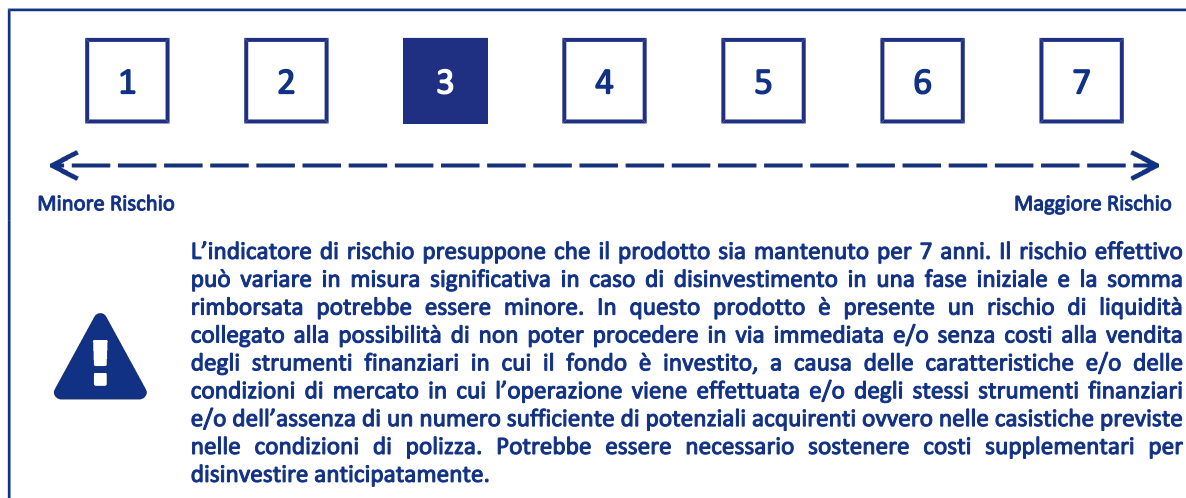 1 2 3 4 5 6 7
Minore Rischio Maggiore Rischio
L’indicatore di rischio presuppone che il prodotto sia mantenuto per 7 anni. Il rischio effettivo
può variare in misura significativa in caso di disinvestimento in una fase iniziale e la somma
rimborsata potrebbe essere minore. In questo prodotto è presente un rischio di liquidità
collegato alla possibilità di non poter procedere in via immediata e/o senza costi alla vendita
degli strumenti finanziari in cui il fondo è investito, a causa delle caratteristiche e/o delle
condizioni di mercato in cui l’operazione viene effettuata e/o degli stessi strumenti finanziari
e/o dell’assenza di un numero sufficiente di potenziali acquirenti ovvero nelle casistiche previste
nelle condizioni di polizza. Potrebbe essere necessario sostenere costi supplementari per
disinvestire anticipatamente.